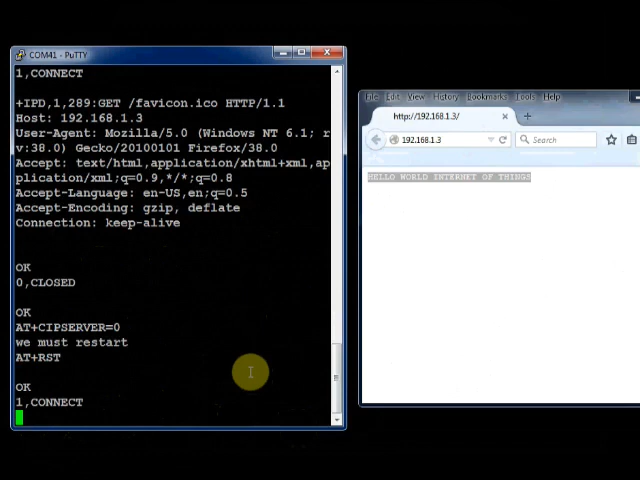 COM41 - PuTTY
1,CONNECT
+IPD,1,289:GET /favicon.ico HTTP/1.1
Host: 192.168.1.3
User-Agent: Mozilla/5.0 (Windows NT 6.1; r
v:38.0) Gecko/20100101 Firefox/38.0
Accept: text/html,application/xhtml+xml,ap
plication/xml;q=0.9,*/*;q=0.8
Accept-Language: en-US,en;q=0.5
Accept-Encoding: gzip, deflate
Connection: keep-alive
OK
0,CLOSED
OK
AT+CIPSERVER=0
we must restart
AT+RST
OK
1,CONNECT
File Edit View History Bookmarks Tools Help
http://192.168.1.3/
192.168.1.3
Search
HELLO WORLD INTERNET OF THINGS